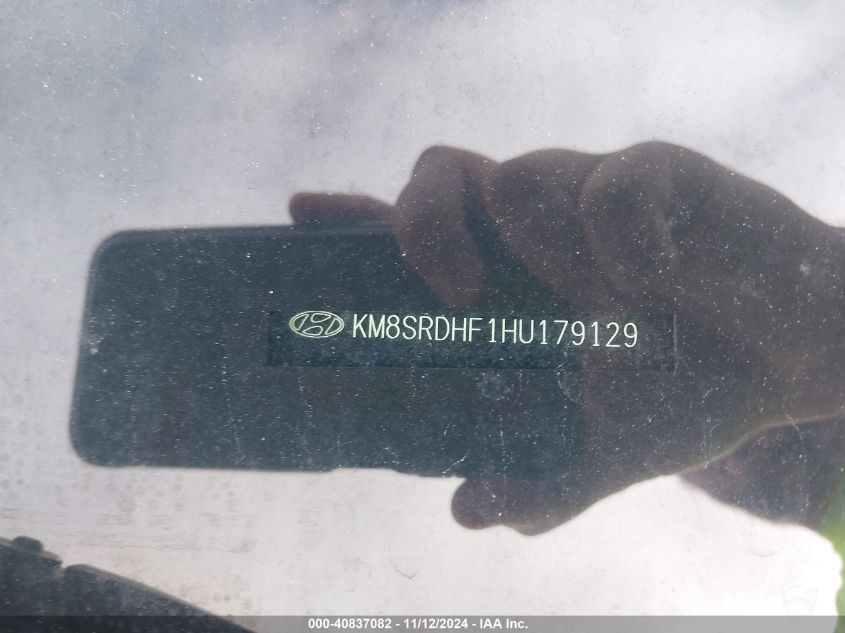 KM8SRDHF1HU179129
000-40837082 - 11/12/2024 - IAA Inc.